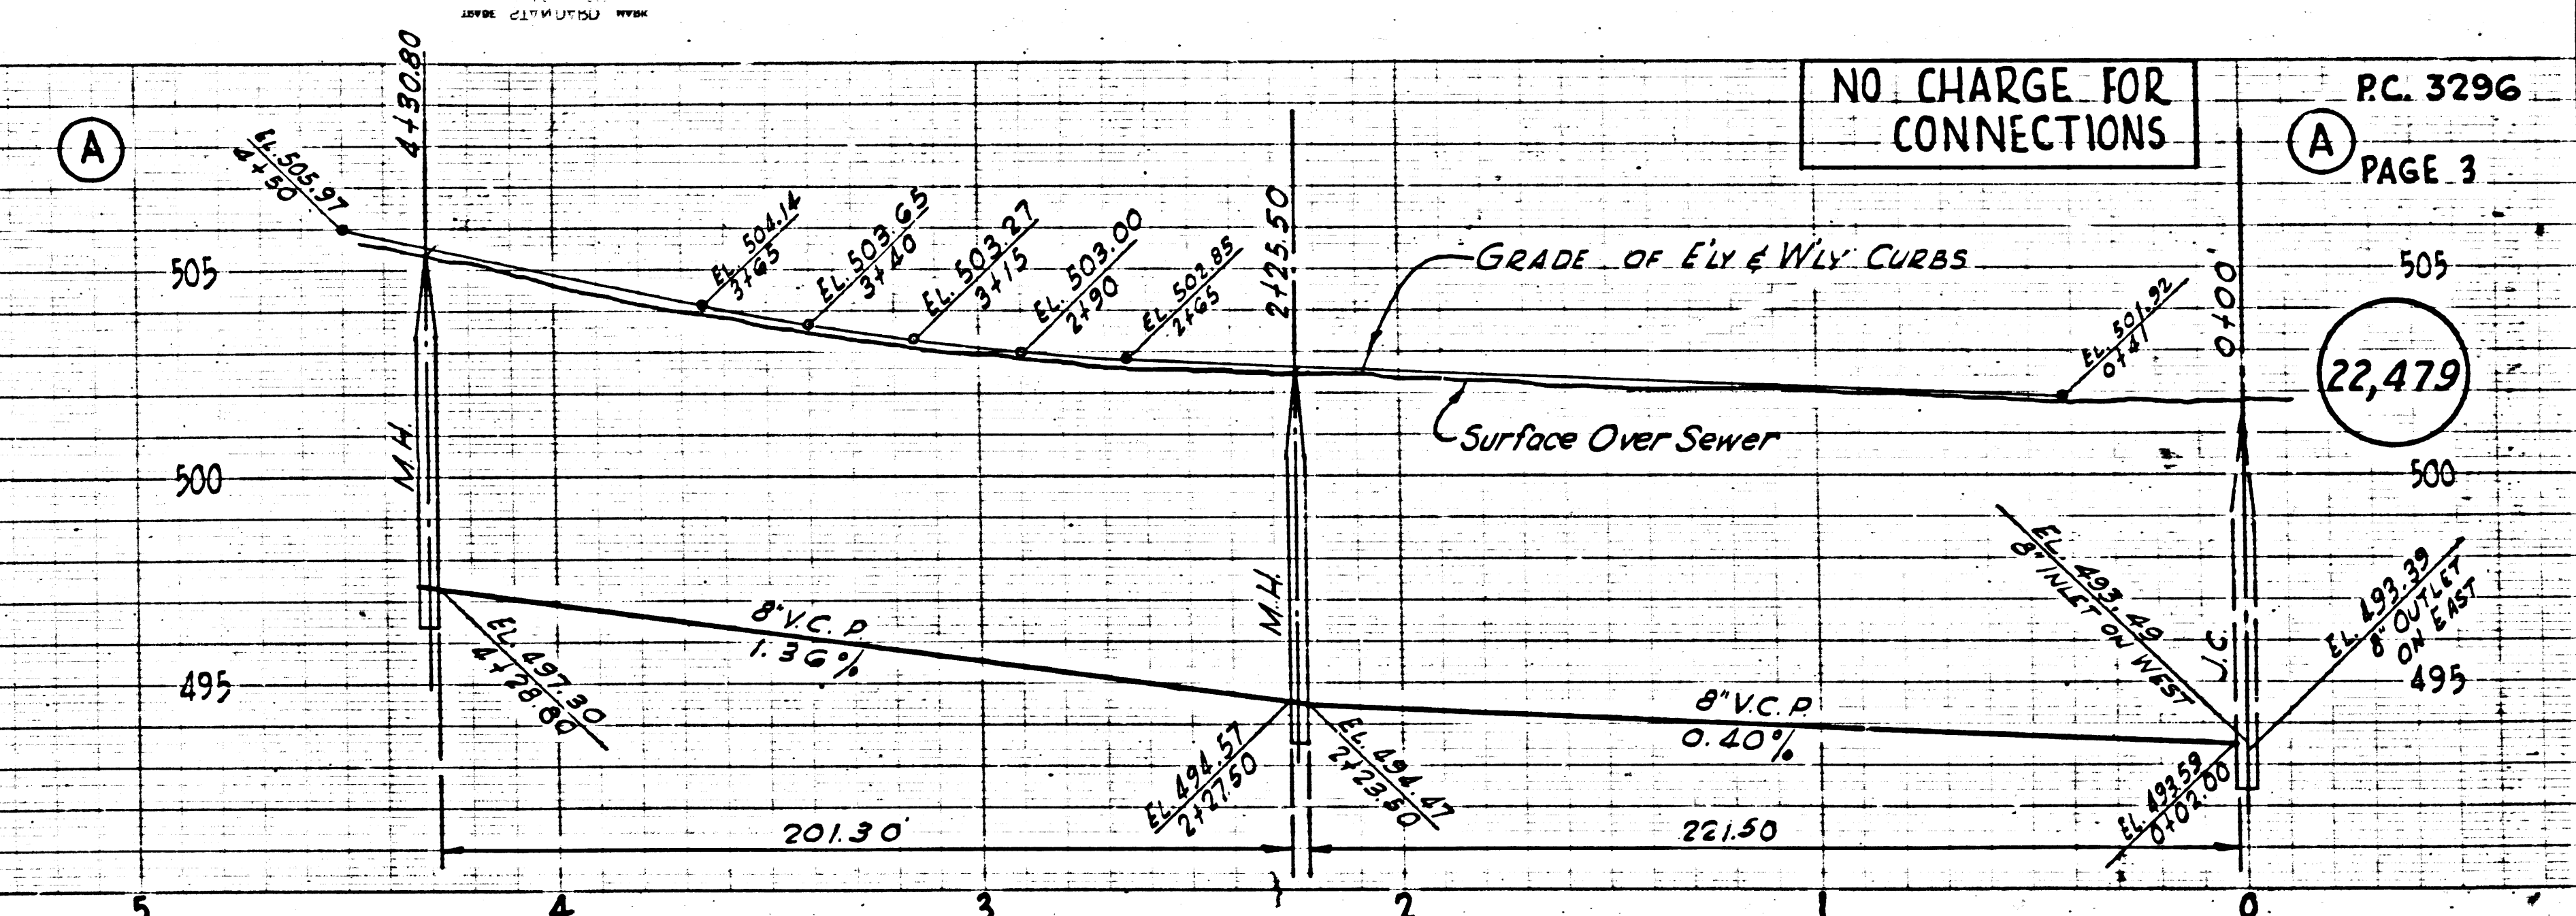 TRADE STANDARD MARK
NO CHARGE FOR
CONNECTIONS
P.C. 3296
A
A
PAGE 3
4+30.80
EL. 505.97
4+50
EL. 504.14
3+65
EL. 503.65
3+40
EL. 503.27
3+15
EL. 503.00
2+90
EL. 502.85
2+65
2+25.50
GRADE OF E'LY & W'LY CURBS
EL. 501.92
0+41
0+00
505
505
22,479
Surface Over Sewer
M.H.
500
500
M.H.
EL. 493.49
8" INLET ON WEST
J.C.
EL. 493.39
8" OUTLET
ON EAST
8" V.C.P.
1.36%
EL. 497.30
4+28.80
495
495
8" V.C.P.
0.40%
EL. 494.57
2+27.50
EL. 494.47
2+23.50
EL. 493.59
0+02.00
201.30'
221.50
5
4
3
2
1
0